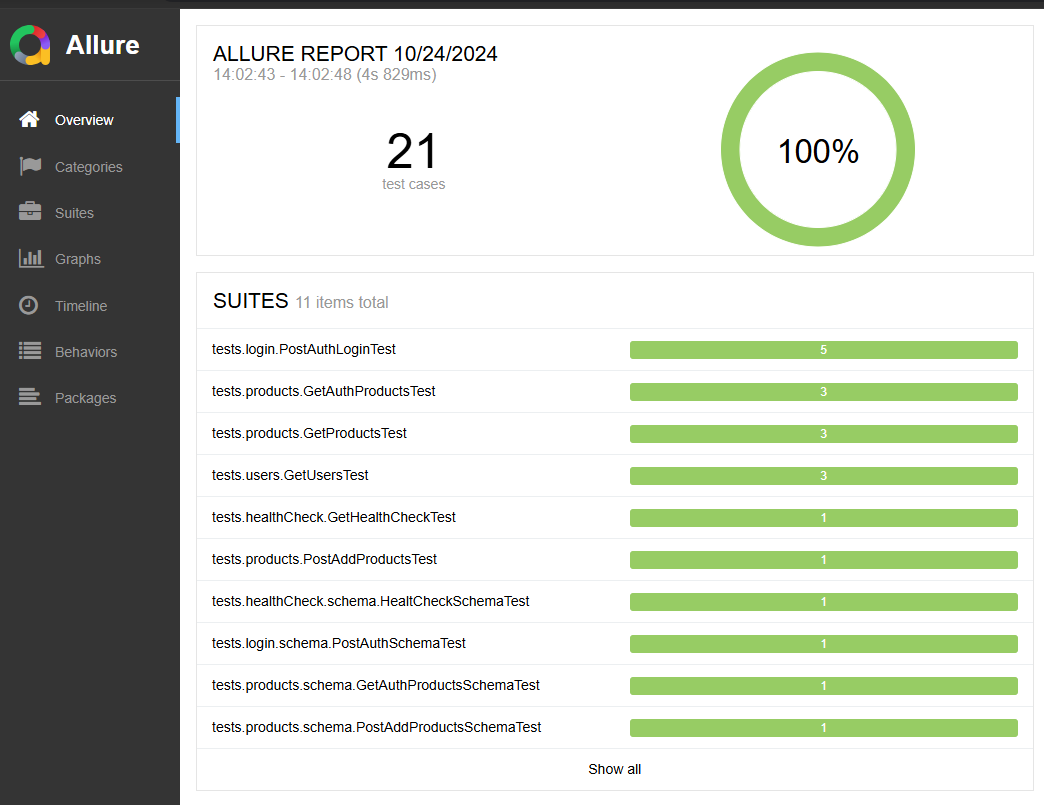 Allure
Overview
Categories
Suites
Graphs
Timeline
Behaviors
Packages
ALLURE REPORT 10/24/2024
14:02:43 - 14:02:48 (4s 829ms)
21
test cases
100%
SUITES 11 items total
tests.login.PostAuthLoginTest 5
tests.products.GetAuthProductsTest 3
tests.products.GetProductsTest 3
tests.users.GetUsersTest 3
tests.healthCheck.GetHealthCheckTest 1
tests.products.PostAddProductsTest 1
tests.healthCheck.schema.HealtCheckSchemaTest 1
tests.login.schema.PostAuthSchemaTest 1
tests.products.schema.GetAuthProductsSchemaTest 1
tests.products.schema.PostAddProductsSchemaTest 1
Show all